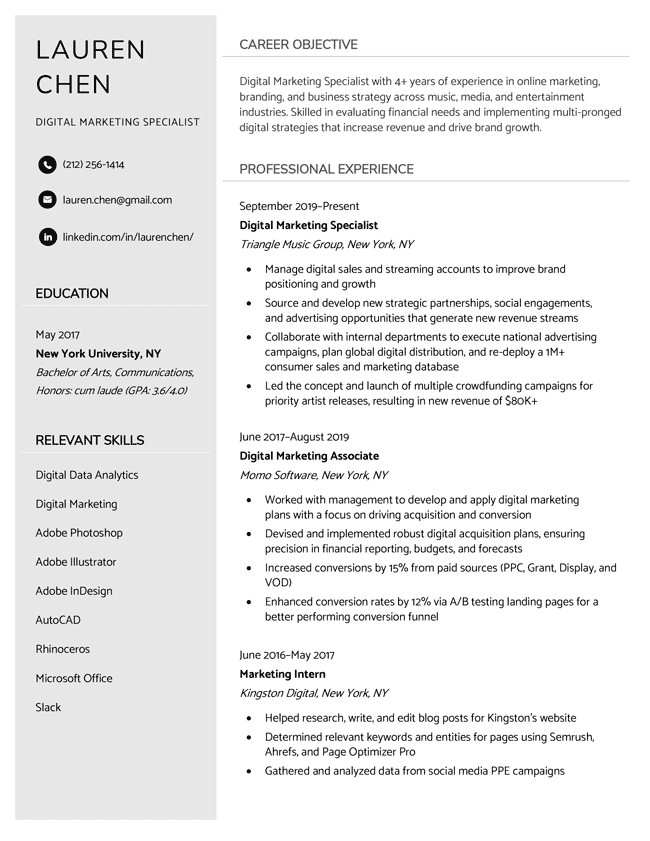 LAUREN
CHEN
DIGITAL MARKETING SPECIALIST
(212) 256-1414
lauren.chen@gmail.com
in
linkedin.com/in/laurenchen/
EDUCATION
May 2017
New York University, NY
Bachelor of Arts, Communications,
Honors: cum laude (GPA: 3.6/4.0)
RELEVANT SKILLS
Digital Data Analytics
Digital Marketing
Adobe Photoshop
Adobe Illustrator
Adobe InDesign
AutoCAD
Rhinoceros
Microsoft Office
Slack
CAREER OBJECTIVE
Digital Marketing Specialist with 4+ years of experience in online marketing,
branding, and business strategy across music, media, and entertainment
industries. Skilled in evaluating financial needs and implementing multi-pronged
digital strategies that increase revenue and drive brand growth.
PROFESSIONAL EXPERIENCE
September 2019–Present
Digital Marketing Specialist
Triangle Music Group, New York, NY
• Manage digital sales and streaming accounts to improve brand
positioning and growth
• Source and develop new strategic partnerships, social engagements,
and advertising opportunities that generate new revenue streams
• Collaborate with internal departments to execute national advertising
campaigns, plan global digital distribution, and re-deploy a 1M+
consumer sales and marketing database
• Led the concept and launch of multiple crowdfunding campaigns for
priority artist releases, resulting in new revenue of $80K+
June 2017–August 2019
Digital Marketing Associate
Momo Software, New York, NY
• Worked with management to develop and apply digital marketing
plans with a focus on driving acquisition and conversion
• Devised and implemented robust digital acquisition plans, ensuring
precision in financial reporting, budgets, and forecasts
• Increased conversions by 15% from paid sources (PPC, Grant, Display, and
VOD)
• Enhanced conversion rates by 12% via A/B testing landing pages for a
better performing conversion funnel
June 2016–May 2017
Marketing Intern
Kingston Digital, New York, NY
• Helped research, write, and edit blog posts for Kingston's website
• Determined relevant keywords and entities for pages using Semrush,
Ahrefs, and Page Optimizer Pro
• Gathered and analyzed data from social media PPE campaigns